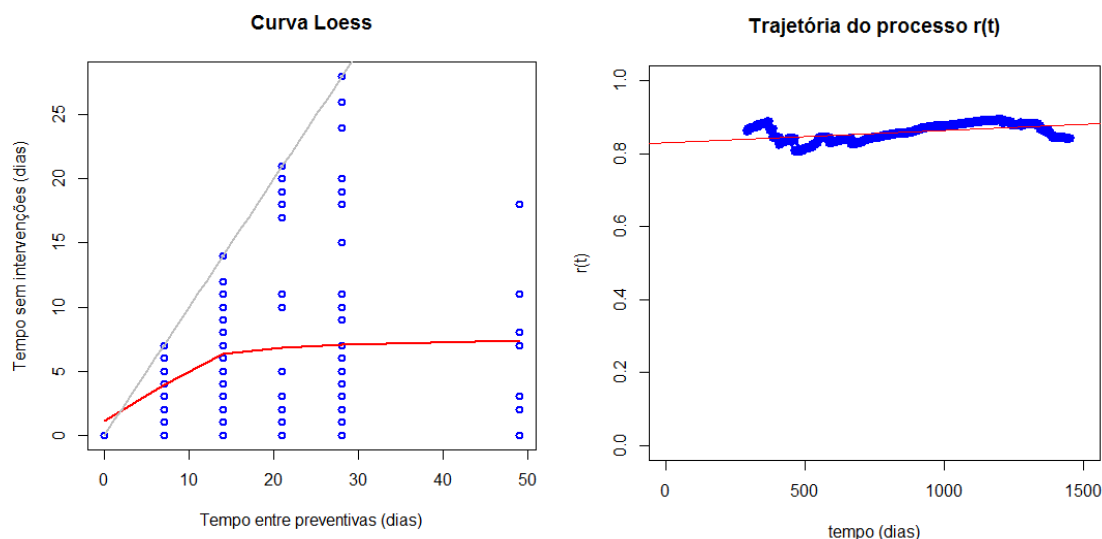 Curva Loess
Tempo sem intervenções (dias)
25
20
15
10
5
0
0 10 20 30 40 50
Tempo entre preventivas (dias)
Trajetória do processo r(t)
r(t)
1.0
0.8
0.6
0.4
0.2
0.0
0 500 1000 1500
tempo (dias)